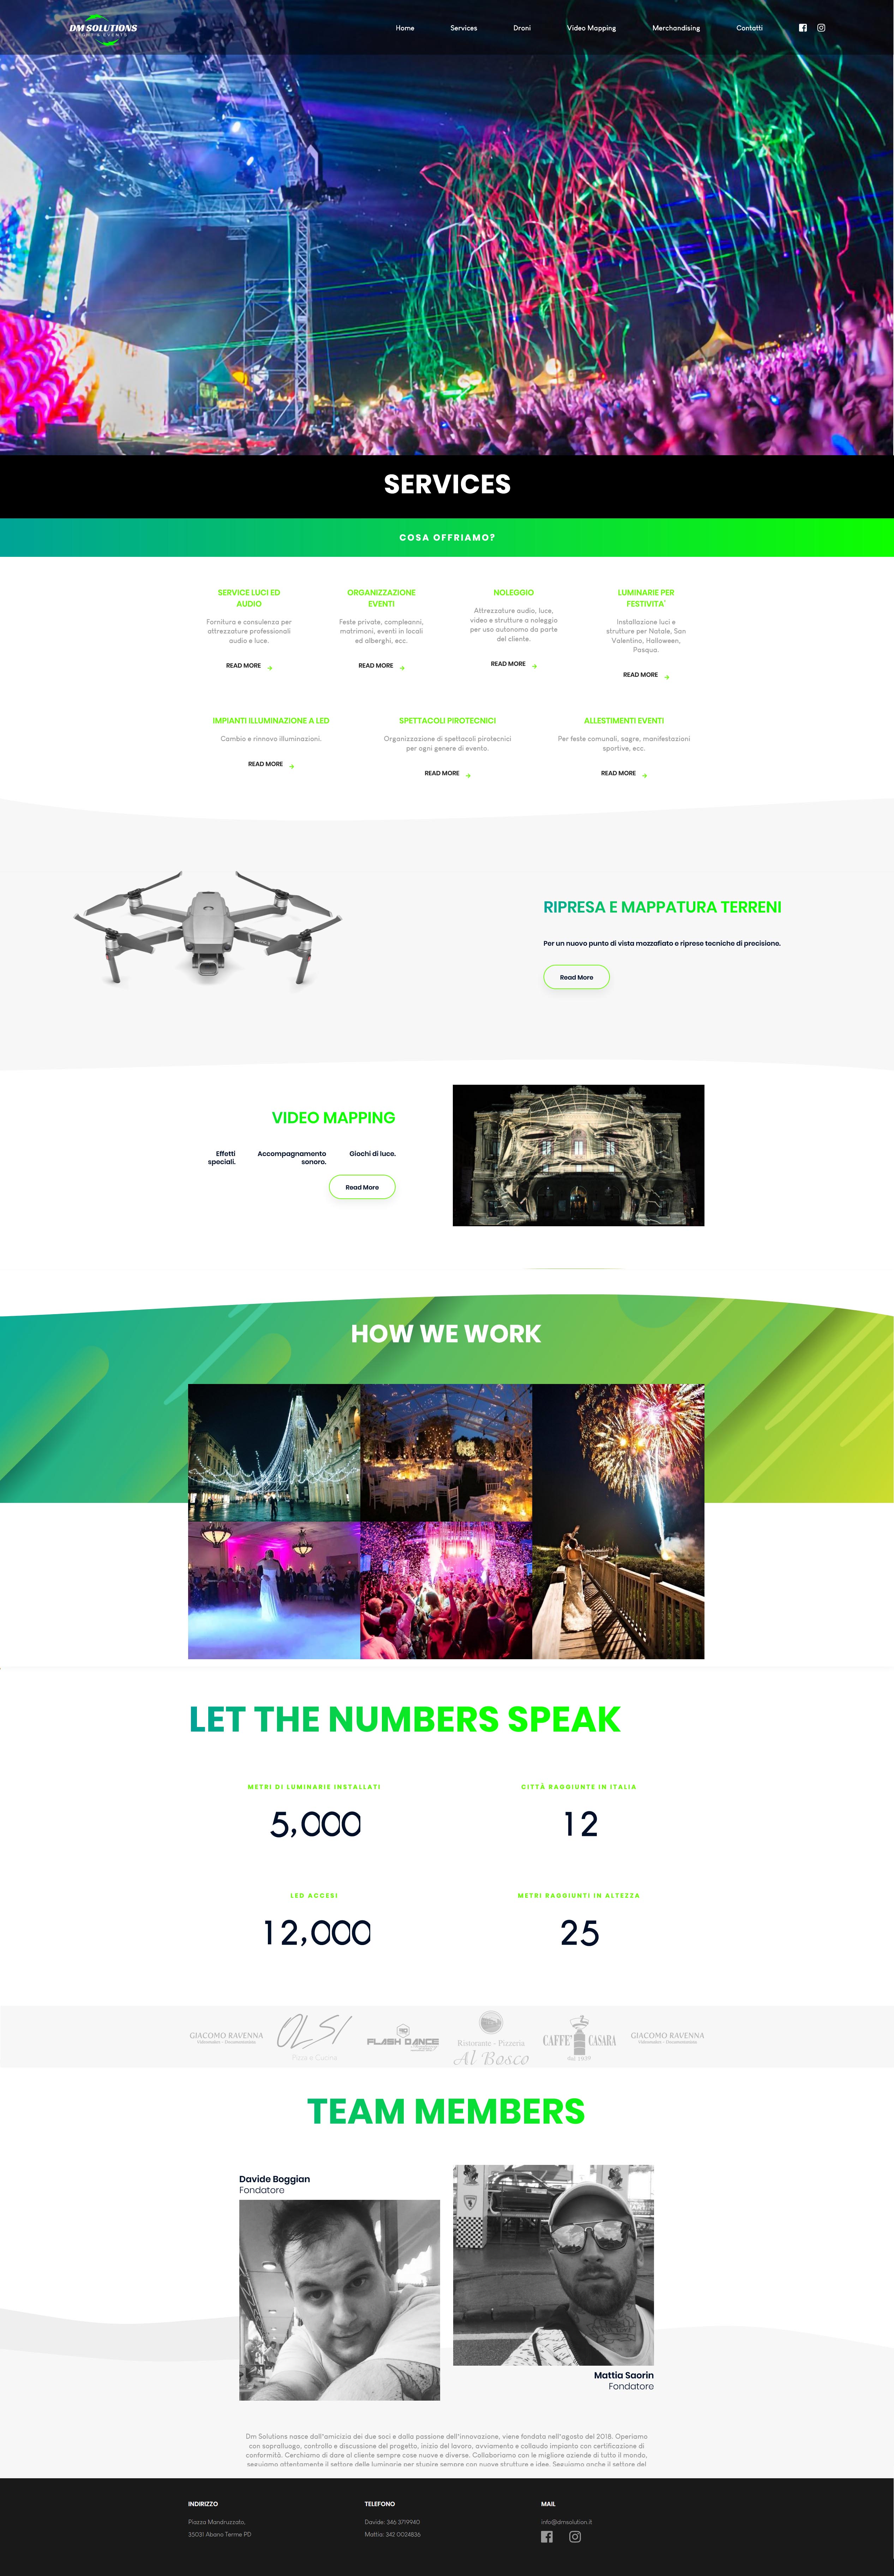 DM SOLUTIONS
Home Services Droni Video Mapping Merchandising Contatti
SERVICES
COSA OFFRIAMO?
SERVICE LUCI ED
AUDIO
Fornitura e consulenza per
attrezzature professionali
audio e luce.
READ MORE
ORGANIZZAZIONE
EVENTI
Feste private, compleanni,
matrimoni, eventi in locali
ed alberghi, ecc.
READ MORE
NOLEGGIO
Attrezzature audio, luce,
video e strutture a noleggio
per uso autonomo da parte
del cliente.
READ MORE
LUMINARIE PER
FESTIVITA'
Installazione luci e
strutture per Natale, San
Valentino, Halloween,
Pasqua.
READ MORE
IMPIANTI ILLUMINAZIONE A LED
Cambio e rinnovo illuminazioni.
READ MORE
SPETTACOLI PIROTECNICI
Organizzazione di spettacoli pirotecnici
per ogni genere di evento.
READ MORE
ALLESTIMENTI EVENTI
Per feste comunali, sagre, manifestazioni
sportive, ecc.
READ MORE
RIPRESA E MAPPATURA TERRENI
Per un nuovo punto di vista mozzafiato e riprese tecniche di precisione.
Read More
VIDEO MAPPING
Effetti
speciali.
Accompagnamento
sonoro.
Giochi di luce.
Read More
HOW WE WORK
LET THE NUMBERS SPEAK
METRI DI LUMINARIE INSTALLATI
5,000
CITTÀ RAGGIUNTE IN ITALIA
12
LED ACCESI
12,000
METRI RAGGIUNTI IN ALTEZZA
25
GIACOMO RAVENNA
OLSI
Pizza e Cucina
FLASH DANCE
Ristorante - Pizzeria
Al Bosco
CAFFE' CASARA
dal 1939
GIACOMO RAVENNA
TEAM MEMBERS
Davide Boggian
Fondatore
Mattia Saorin
Fondatore
Dm Solutions nasce dall'amicizia dei due soci e dalla passione dell'innovazione, viene fondata nell'agosto del 2018. Operiamo
con sopralluogo, controllo e discussione del progetto, inizio del lavoro, avviamento e collaudo impianto con certificazione di
conformità. Cerchiamo di dare al cliente sempre case nuove e diverse. Collaboriamo con le migliore aziende di tutto il mondo,
seguiamo attentamente il settore delle luminarie per stupire sempre con nuove strutture e idee. Seguiamo anche il settore del
INDIRIZZO
Piazza Mandruzzato,
35031 Abano Terme PD
TELEFONO
Davide: 346 3719940
Mattia: 342 0024836
MAIL
info@dmsolution.it